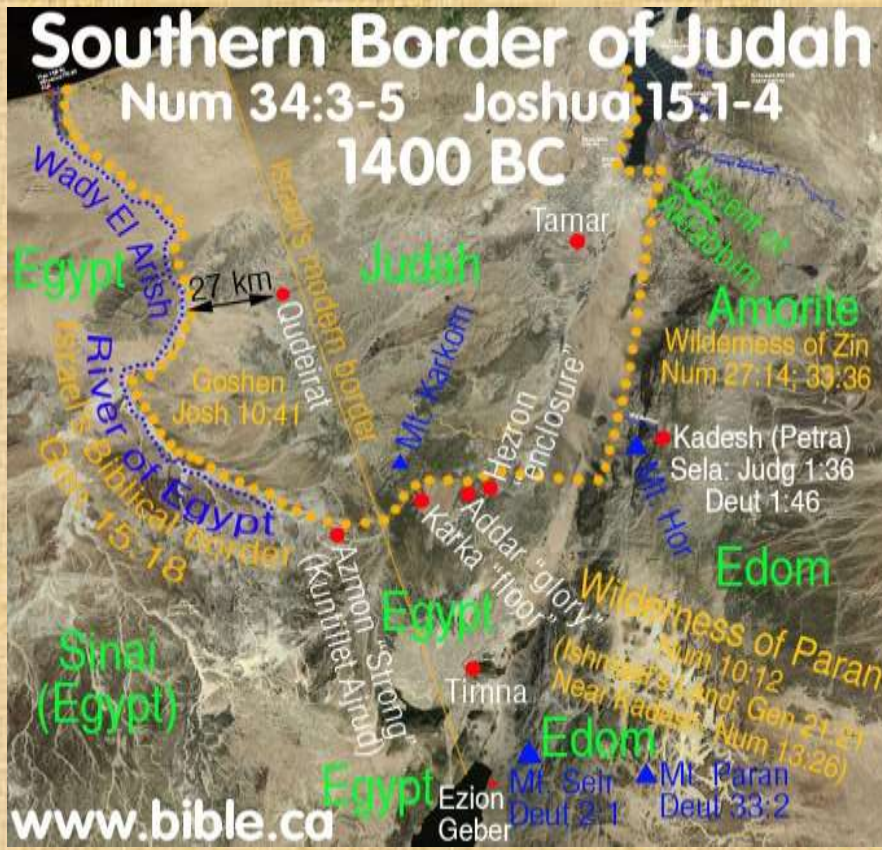 Southern Border of Judah
Num 34:3-5 Joshua 15:1-4
1400 BC
Wady El Arish
Egypt
27 km
Qudeirat
Israel's modern border
Judah
Tamar
Ascent of
Akrabbim
Amorite
Wilderness of Zin
Num 27:14; 33:36
Goshen
Josh 10:41
River of Egypt
Israel's Biblical border
Gen 15:18
Mt. Karkom
Hezron
"enclosure"
Addar "glory"
Karka "floor"
Kadesh (Petra)
Sela: Judg 1:36
Deut 1:46
Mt. Hor
Edom
Azmon "Strong"
(Kuntillet Ajrud)
Egypt
Wilderness of Paran
Num 10:12
(Ishmael's Land: Gen 21:21
Near Kadesh, Num 13:26)
Sinai
(Egypt)
Timna
Edom
Mt. Seir
Deut 2:1
Mt. Paran
Deut 33:2
Egypt
Ezion
Geber
www.bible.ca